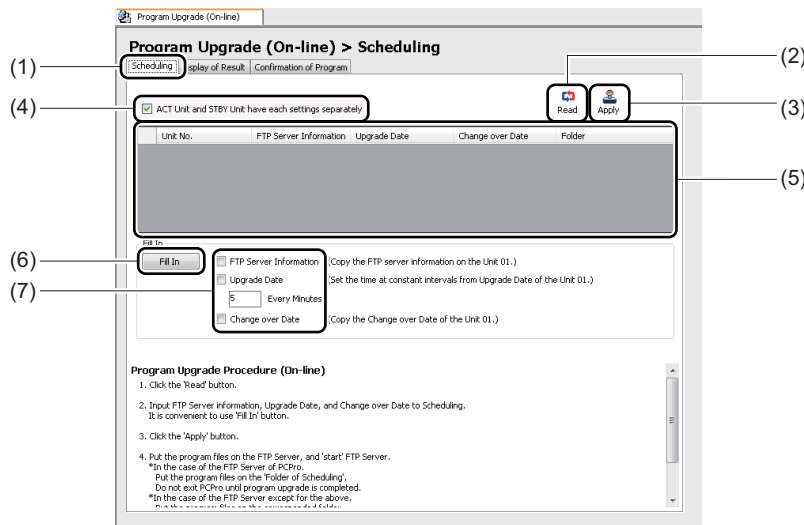 Program Upgrade (On-line)
Program Upgrade (On-line) > Scheduling
(1)
Scheduling Display of Result Confirmation of Program
(2)
(3)
(4)
ACT Unit and STBY Unit have each settings separately
Read Apply
Unit No. FTP Server Information Upgrade Date Change over Date Folder
(5)
Fill In
(6)
Fill In
FTP Server Information (Copy the FTP server information on the Unit 01.)
(7)
Upgrade Date (Set the time at constant intervals from Upgrade Date of the Unit 01.)
5 Every Minutes
Change over Date (Copy the Change over Date of the Unit 01.)
Program Upgrade Procedure (On-line)
1. Click the 'Read' button.
2. Input FTP Server information, Upgrade Date, and Change over Date to Scheduling.
It is convenient to use 'Fill In' button.
3. Click the 'Apply' button.
4. Put the program files on the FTP Server, and 'start' FTP Server.
*In the case of the FTP Server of PCPro.
Put the program files on the 'Folder of Scheduling'.
Do not exit PCPro until program upgrade is completed.
*In the case of the FTP Server except for the above.